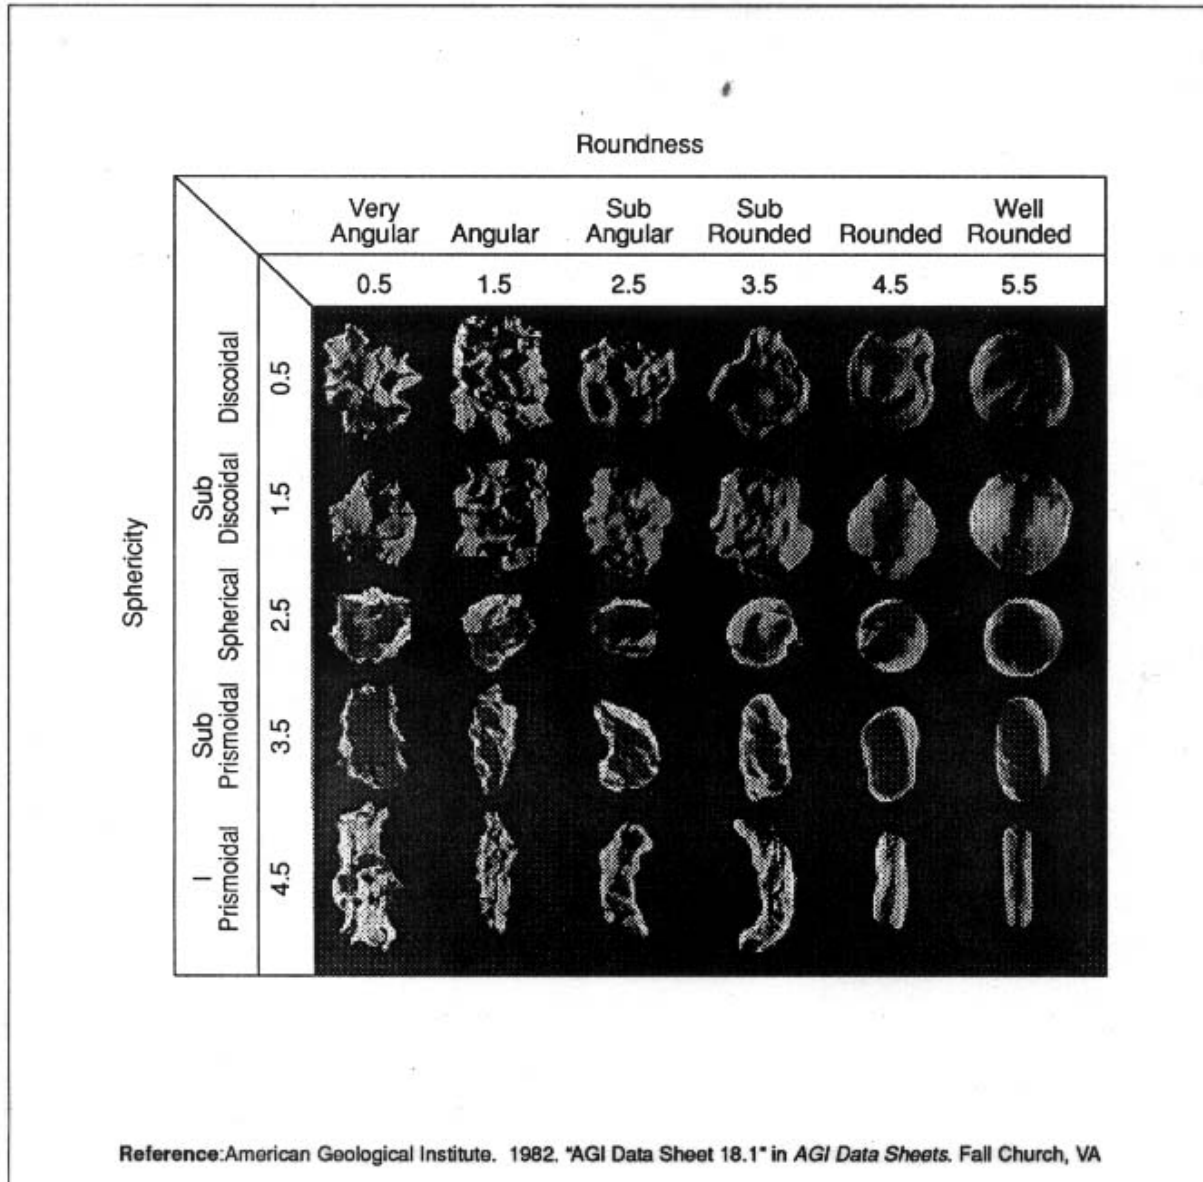 Roundness
Very
Angular
Angular
Sub
Angular
Sub
Rounded
Rounded
Well
Rounded
0.5
1.5
2.5
3.5
4.5
5.5
Sphericity
Discoidal
0.5
Sub
Discoidal
1.5
Spherical
2.5
Sub
Prismoidal
3.5
I
Prismoidal
4.5
Reference:American Geological Institute. 1982. "AGI Data Sheet 18.1" in AGI Data Sheets. Fall Church, VA